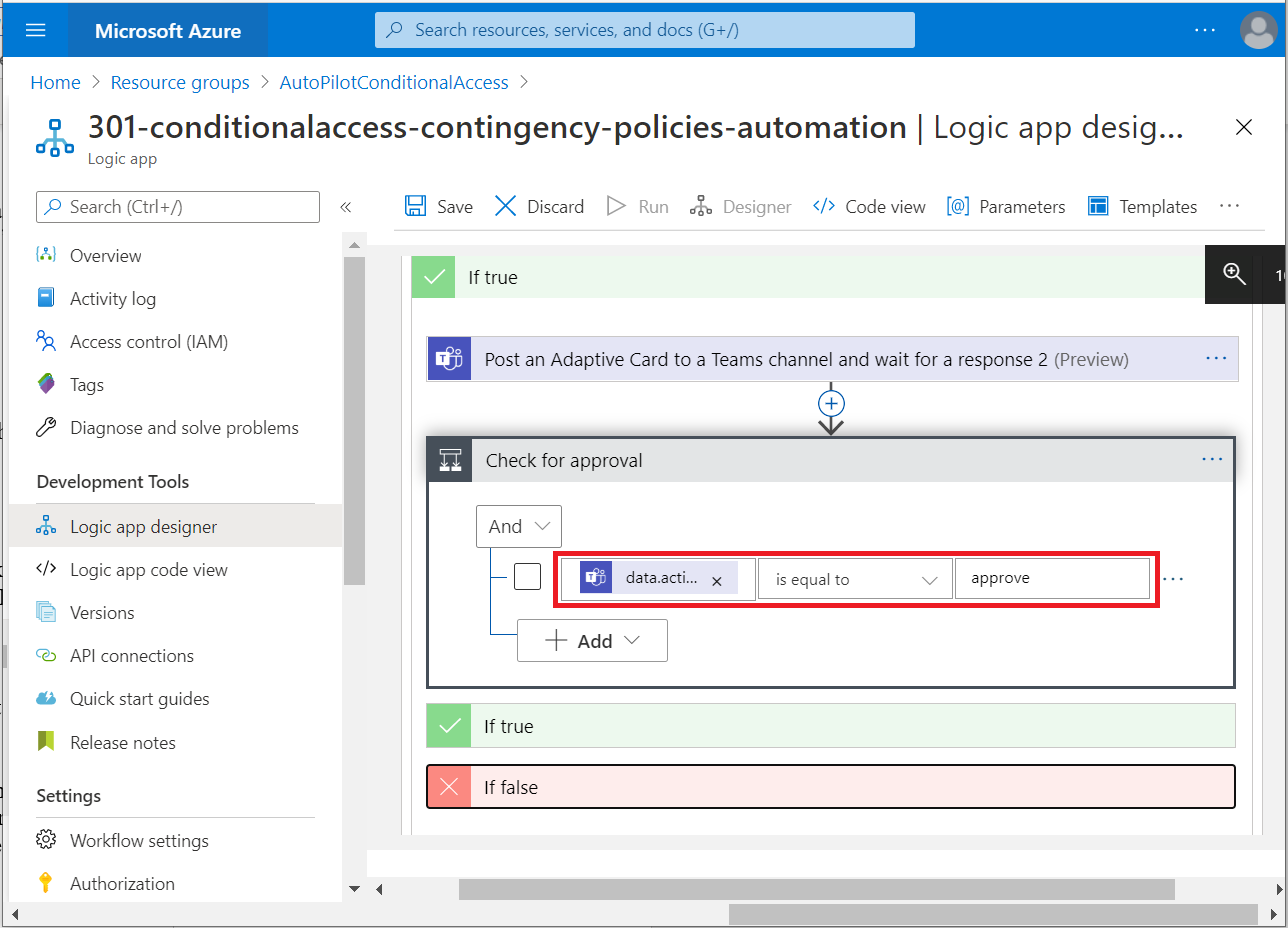 Microsoft Azure
Search resources, services, and docs (G+/)
Home > Resource groups > AutoPilotConditionalAccess >
301-conditionalaccess-contingency-policies-automation | Logic app desig...
Logic app
Search (Ctrl+/)
Save
Discard
Run
Designer
Code view
Parameters
Templates
Overview
Activity log
Access control (IAM)
Tags
Diagnose and solve problems
Development Tools
Logic app designer
Logic app code view
Versions
API connections
Quick start guides
Release notes
Settings
Workflow settings
Authorization
If true
Post an Adaptive Card to a Teams channel and wait for a response 2 (Preview)
Check for approval
And
data.acti... is equal to approve
Add
If true
If false